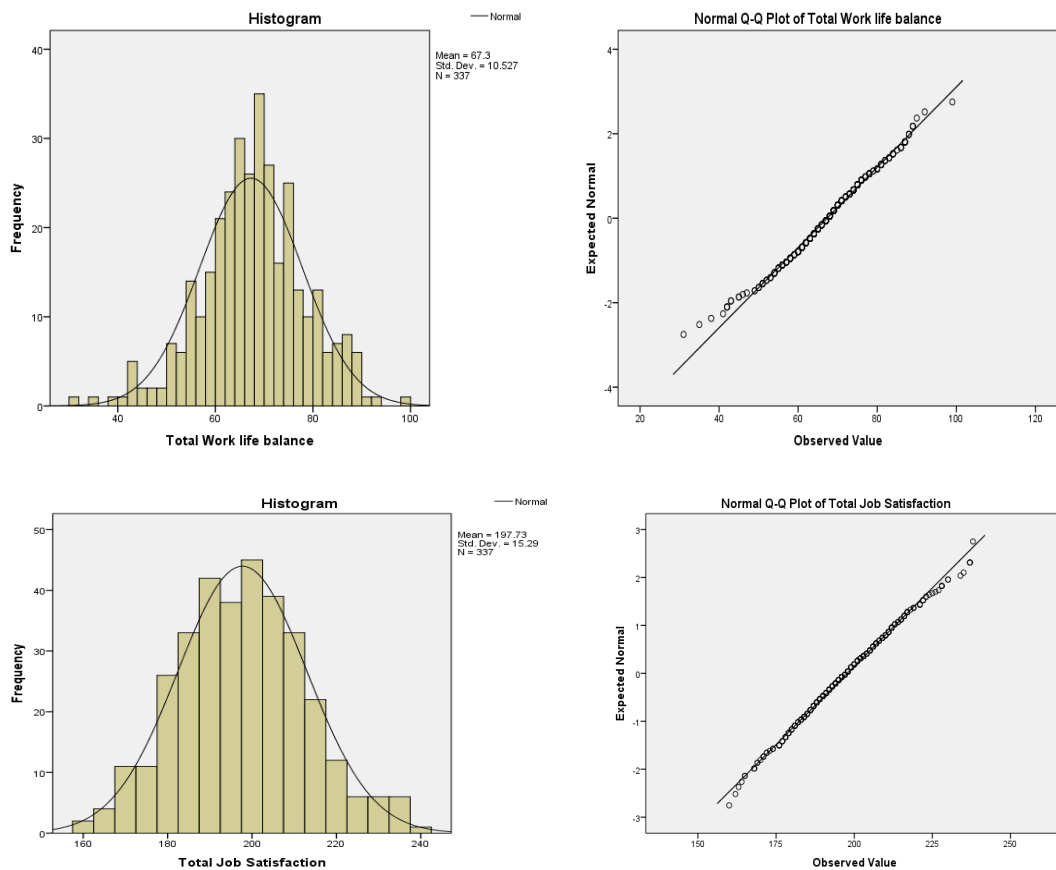 Histogram
Normal
Mean = 67.3
Std. Dev. = 10.527
N = 337
40
30
20
10
0
Frequency
40
60
80
100
Total Work life balance
Normal Q-Q Plot of Total Work life balance
4
2
0
-2
-4
Expected Normal
20
40
60
80
100
120
Observed Value
Histogram
Normal
Mean = 197.73
Std. Dev. = 15.29
N = 337
50
40
30
20
10
0
Frequency
160
180
200
220
240
Total Job Satisfaction
Normal Q-Q Plot of Total Job Satisfaction
3
2
1
0
-1
-2
-3
Expected Normal
150
175
200
225
250
Observed Value